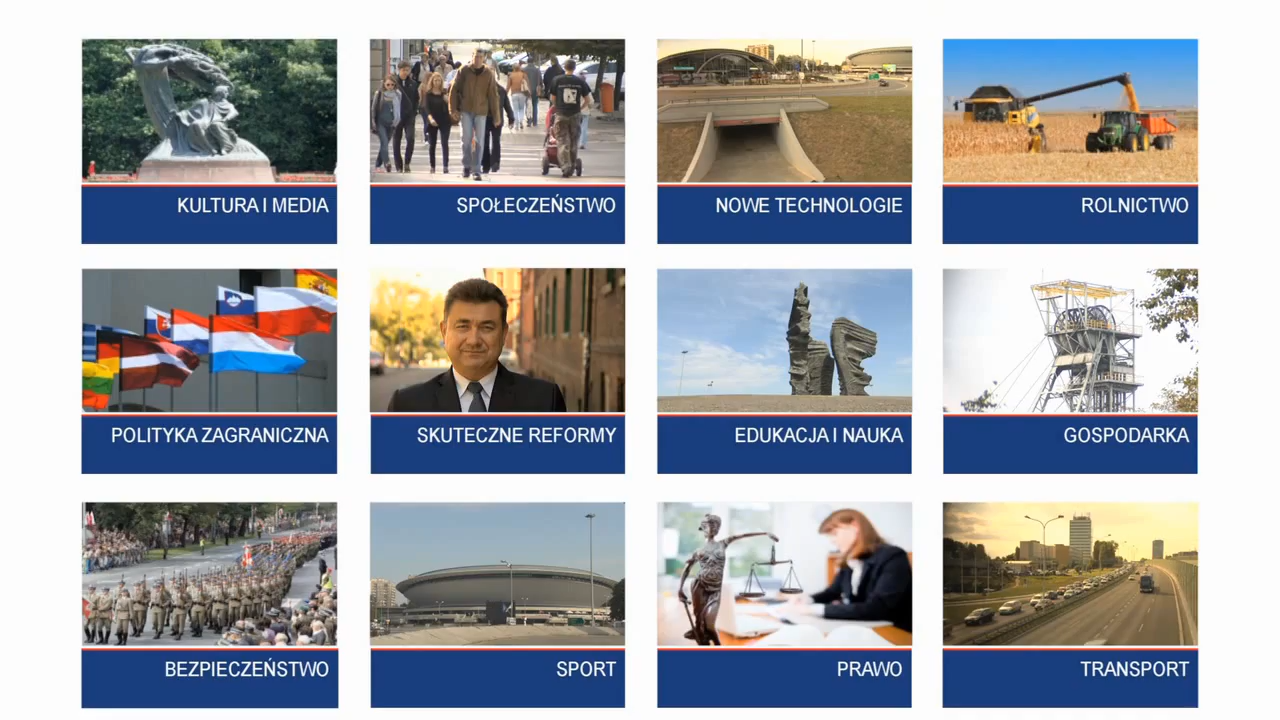 KULTURA I MEDIA
SPOŁECZEŃSTWO
NOWE TECHNOLOGIE
ROLNICTWO
POLITYKA ZAGRANICZNA
SKUTECZNE REFORMY
EDUKACJA I NAUKA
GOSPODARKA
BEZPIECZEŃSTWO
SPORT
PRAWO
TRANSPORT